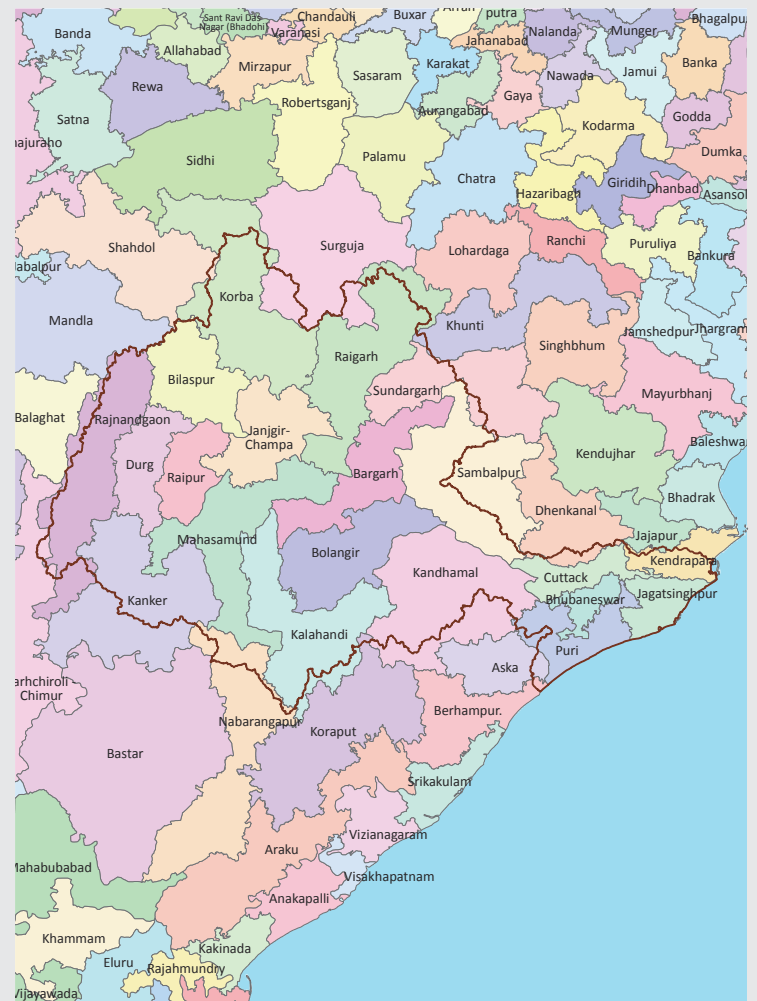 Sant Ravi Das
Nagar (Bhadohi)
Chandauli
Buxar
putra
Bhagalpu
Banda
Varanasi
Nalanda
Munger
Allahabad
Jahanabad
Mirzapur
Karakat
Banka
Sasaram
Jamui
Nawada
Rewa
Gaya
Robertsganj
Aurangabad
Godda
Satna
Kodarma
ajuraho
Dumka
Sidhi
Palamu
Chatra
Giridih
Dhanbad
Hazaribagh
Asansol
Shahdol
Surguja
Lohardaga
Ranchi
Puruliya
Bankura
abalpur
Korba
Mandla
Khunti
Jamshedpur
Jhargram
Singhbhum
Raigarh
Bilaspur
Sundargarh
Mayurbhanj
Balaghat
Rajnandgaon
Janjgir-
Champa
Baleshwa
Kendujhar
Durg
Raipur
Bargarh
Sambalpur
Bhadrak
Dhenkanal
Mahasamund
Jajapur
Bolangir
Kendrapara
Kandhamal
Cuttack
Kanker
Bhubaneswar
Jagatsinghpur
Kalahandi
Puri
Aska
arhchiroli
Chimur
Berhampur.
Nabarangapur
Koraput
Bastar
Srikakulam
Vizianagaram
Araku
Mahabubabad
Visakhapatnam
Anakapalli
Khammam
Kakinada
Eluru
Rajahmundry
Vijayawada